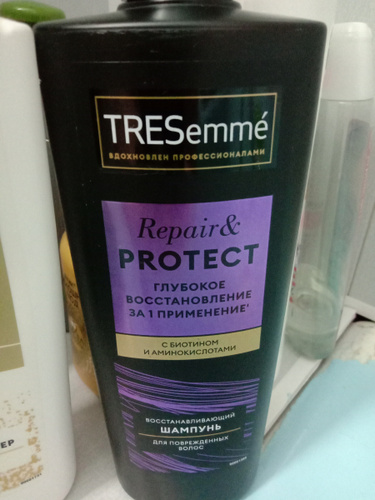 TRESemmé
ВДОХНОВЛЕН ПРОФЕССИОНАЛАМИ
Repair&
PROTECT
ГЛУБОКОЕ
ВОССТАНОВЛЕНИЕ
ЗА 1 ПРИМЕНЕНИЕ*
С БИОТИНОМ
И АМИНОКИСЛОТАМИ
ВОССТАНАВЛИВАЮЩИЙ
ШАМПУНЬ
ДЛЯ ПОВРЕЖДЕННЫХ
ВОЛОС